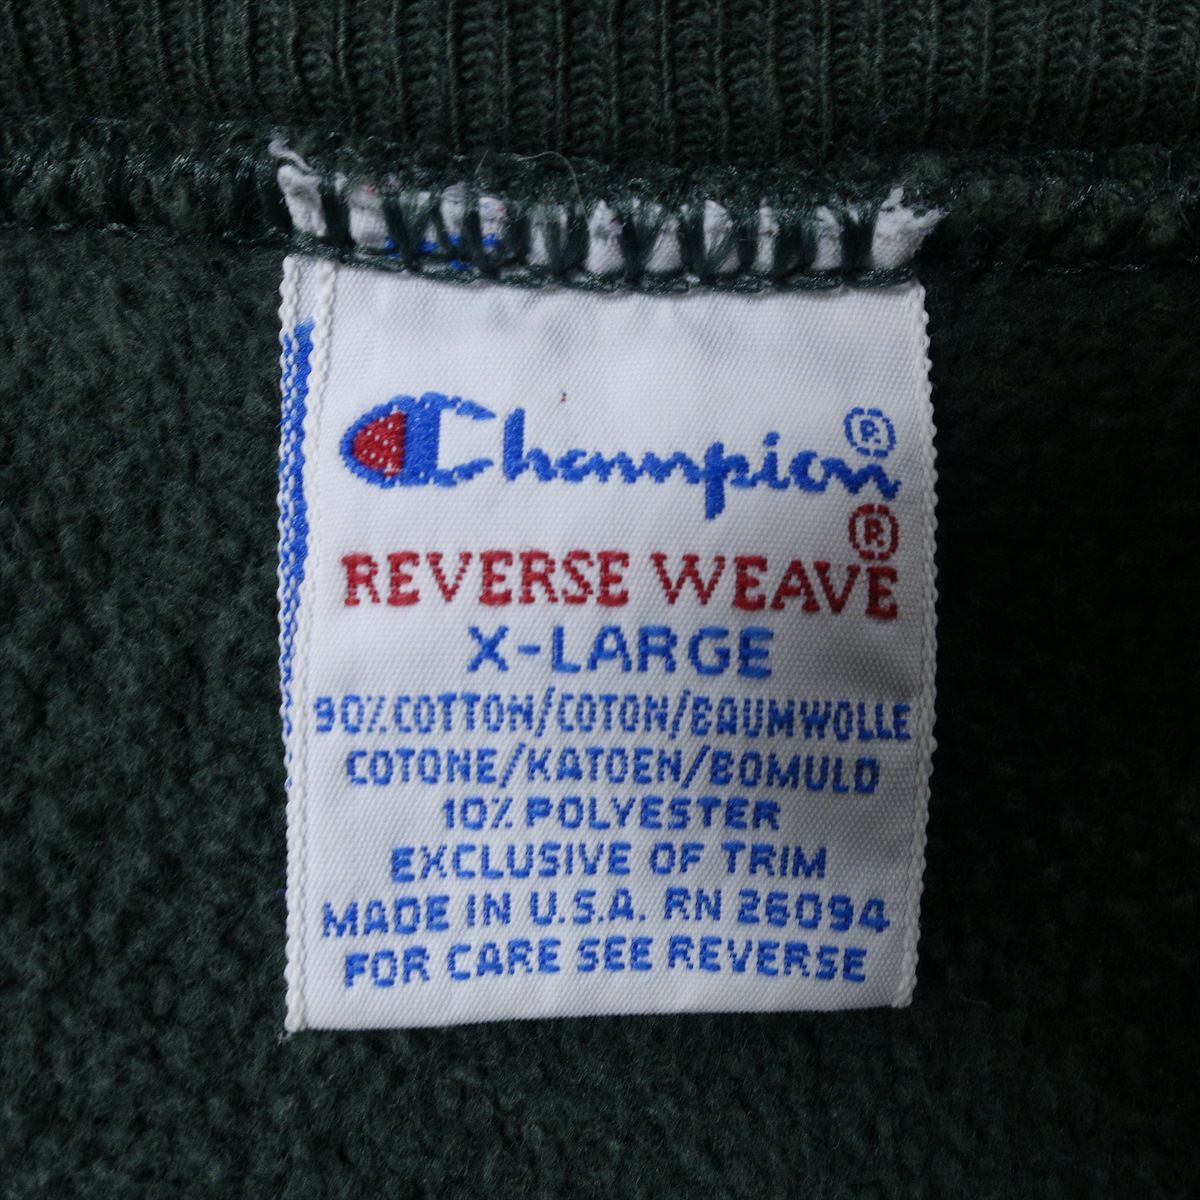 Champion®
REVERSE WEAVE®
X-LARGE
90% COTTON/COTON/BAUMWOLLE
COTONE/KATOEN/BOMULD
10% POLYESTER
EXCLUSIVE OF TRIM
MADE IN U.S.A. RN 26094
FOR CARE SEE REVERSE